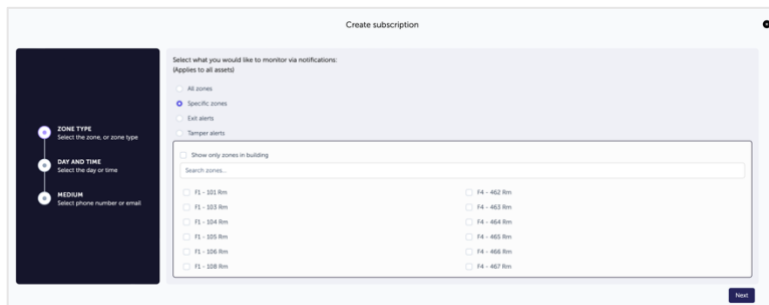 Create subscription
ZONE TYPE
Select the zone, or zone type
DAY AND TIME
Select the day or time
MEDIUM
Select phone number or email
Select what you would like to monitor via notifications:
(Applies to all assets)
All zones
Specific zones
Exit alerts
Tamper alerts
Show only zones in building
Search zones...
F1 - 101 Rm
F1 - 103 Rm
F1 - 104 Rm
F1 - 105 Rm
F1 - 106 Rm
F1 - 108 Rm
F4 - 462 Rm
F4 - 463 Rm
F4 - 464 Rm
F4 - 465 Rm
F4 - 466 Rm
F4 - 467 Rm
Next